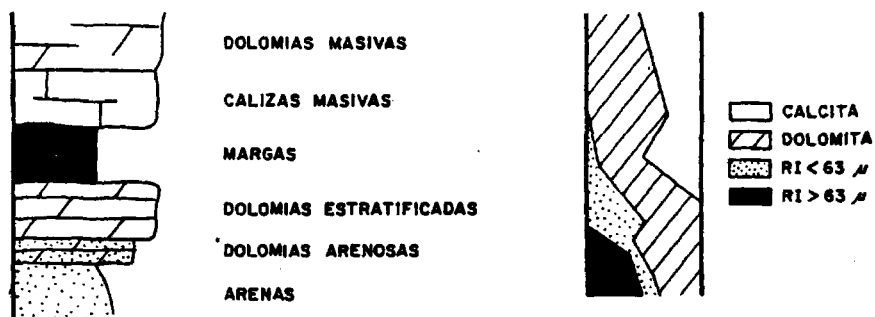 DOLOMIAS MASIVAS
CALIZAS MASIVAS
MARGAS
DOLOMIAS ESTRATIFICADAS
DOLOMIAS ARENOSAS
ARENAS
CALCITA
DOLOMITA
RI < 63 μ
RI > 63 μ